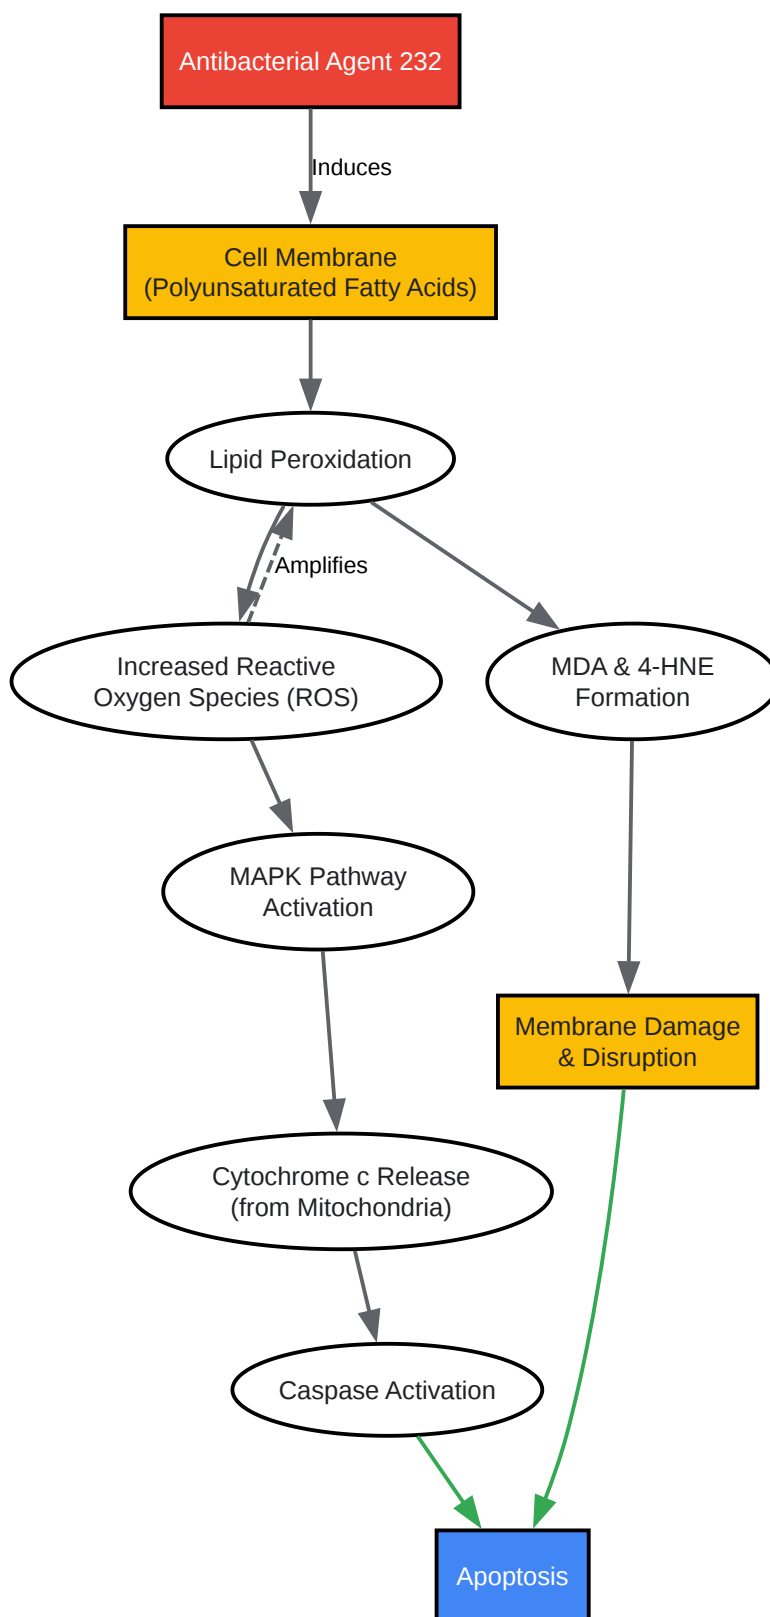 Antibacterial Agent 232
Induces
Cell Membrane
(Polyunsaturated Fatty Acids)
Lipid Peroxidation
Amplifies
Increased Reactive
Oxygen Species (ROS)
MDA & 4-HNE
Formation
MAPK Pathway
Activation
Membrane Damage
& Disruption
Cytochrome c Release
(from Mitochondria)
Caspase Activation
Apoptosis